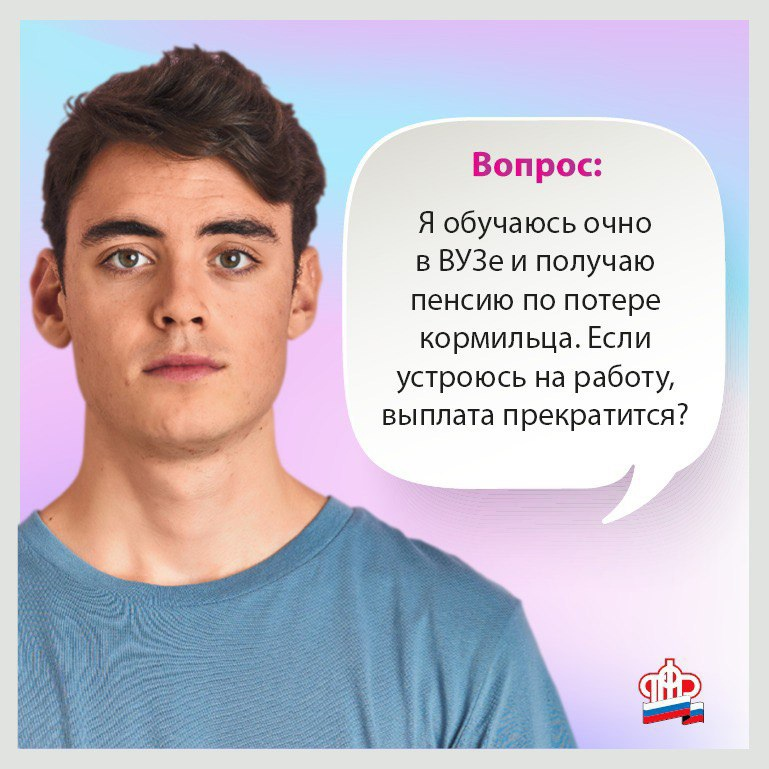 Вопрос:
Я обучаюсь очно
в ВУЗе и получаю
пенсию по потере
кормильца. Если
устроюсь на работу,
выплата прекратится?